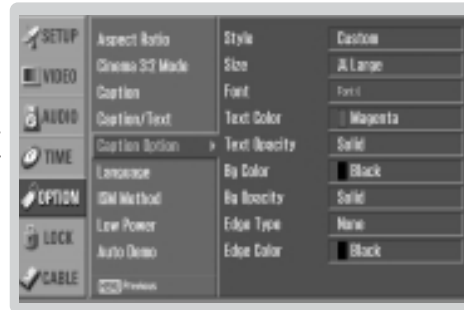 SETUP
VIDEO
AUDIO
TIME
OPTION
LOCK
CABLE
Aspect Ratio
Cinema 3:2 Mode
Caption
Caption/Text
Caption Option
Language
ISM Method
Low Power
Auto Demo
Previous
Style Custom
Size A Large
Font
Text Color Magenta
Text Opacity Solid
Bg Color Black
Bg Opacity Solid
Edge Type None
Edge Color Black